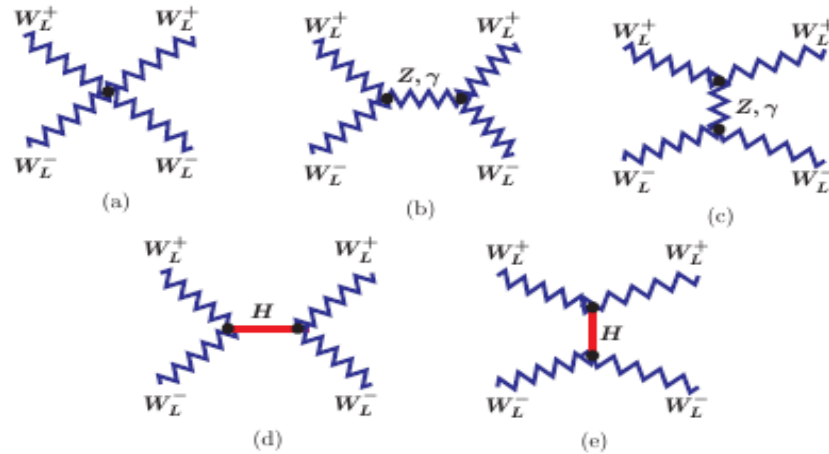 W_L^+ W_L^+
W_L^- W_L^-
(a)
W_L^+ W_L^+
Z, γ
W_L^- W_L^-
(b)
W_L^+ W_L^+
Z, γ
W_L^- W_L^-
(c)
W_L^+ W_L^+
H
W_L^- W_L^-
(d)
W_L^+ W_L^+
H
W_L^- W_L^-
(e)